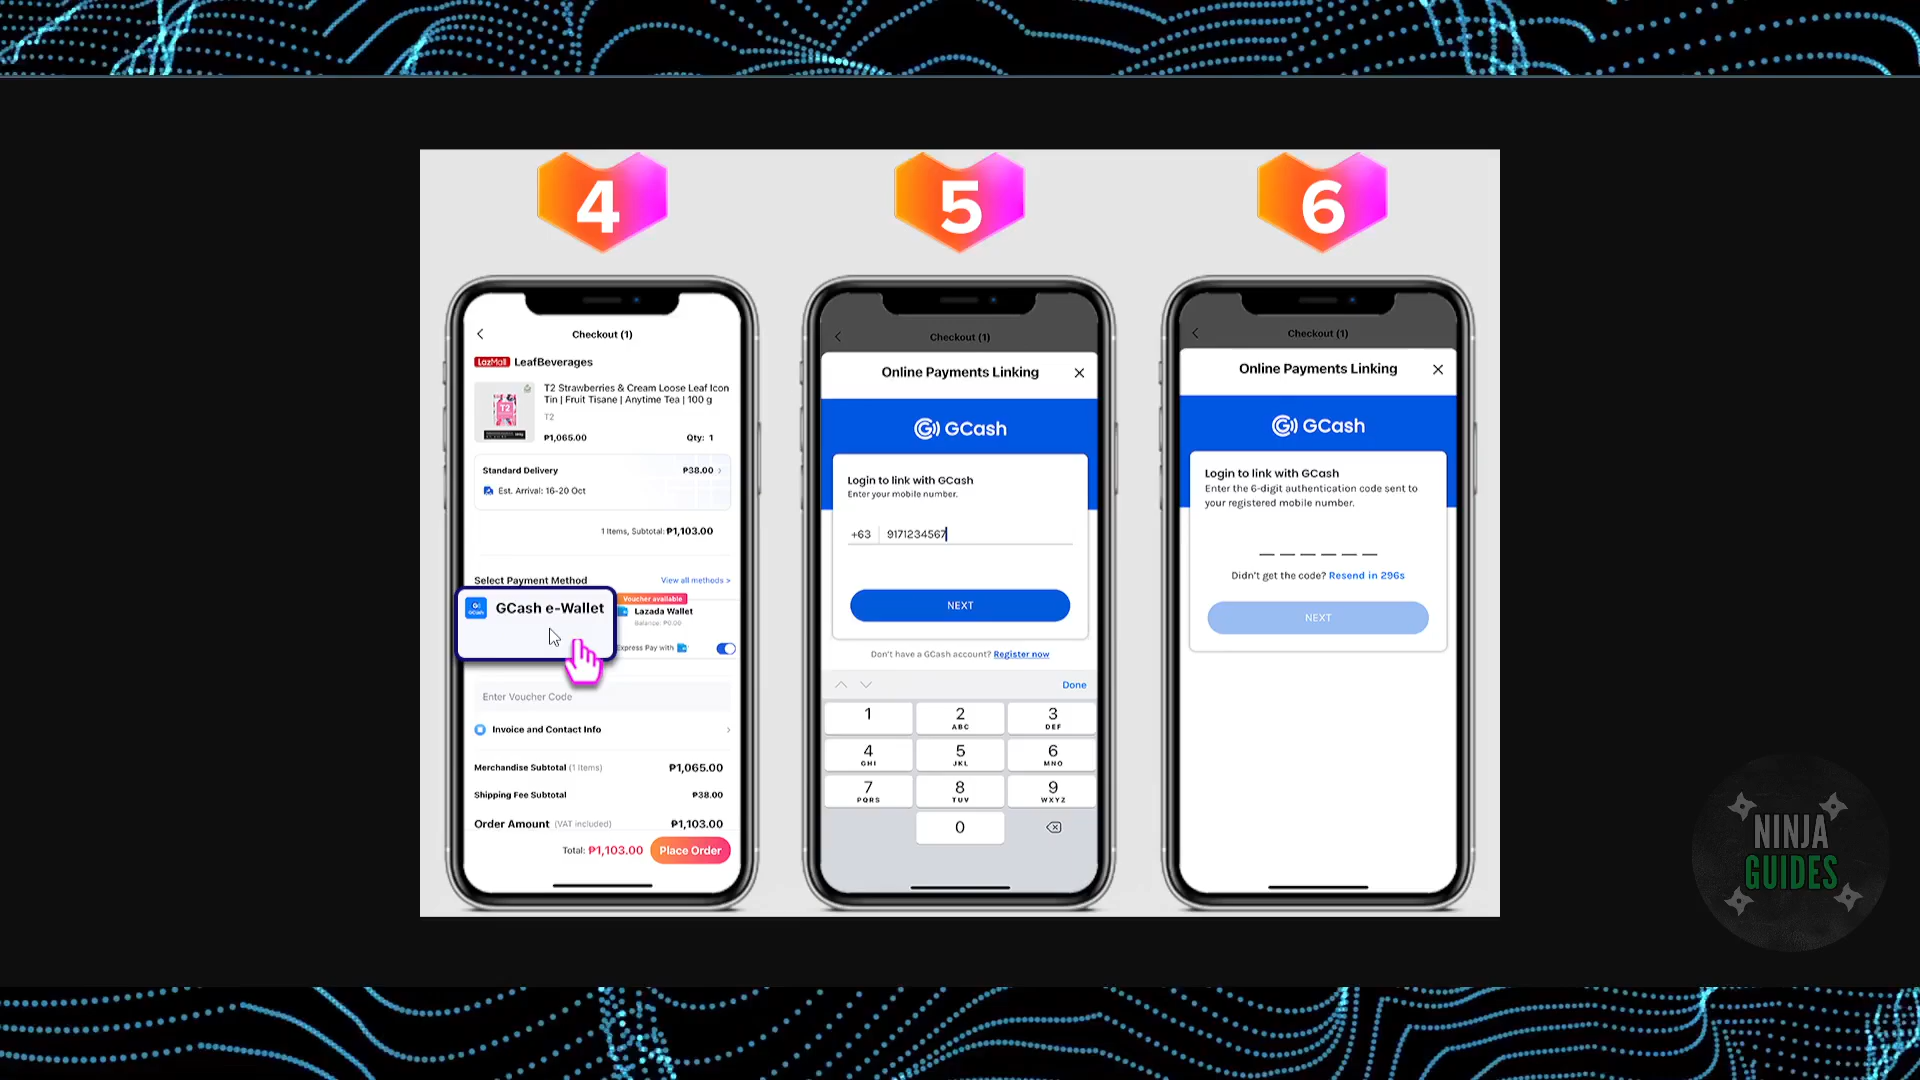 4
Checkout (1)
LazMall LeafBeverages
T2 Strawberries & Cream Loose Leaf Icon
Tin | Fruit Tisane | Anytime Tea | 100 g
T2
₱1,065.00 Qty: 1
Standard Delivery ₱38.00 >
Est. Arrival: 16-20 Oct
1 Items, Subtotal: ₱1,103.00
Select Payment Method View all methods >
GCash e-Wallet
Voucher available
Lazada Wallet
Balance: ₱0.00
Express Pay with
Enter Voucher Code
Invoice and Contact Info >
Merchandise Subtotal (1 Items) ₱1,065.00
Shipping Fee Subtotal ₱38.00
Order Amount (VAT included) ₱1,103.00
Total: ₱1,103.00 Place Order
5
Checkout (1)
Online Payments Linking
GCash
Login to link with GCash
Enter your mobile number.
+63 9171234567
NEXT
Don't have a GCash account? Register now
Done
1 2 ABC 3 DEF
4 GHI 5 JKL 6 MNO
7 PQRS 8 TUV 9 WXYZ
0
6
Checkout (1)
Online Payments Linking
GCash
Login to link with GCash
Enter the 6-digit authentication code sent to
your registered mobile number.
Didn't get the code? Resend in 296s
NEXT
NINJA
GUIDES